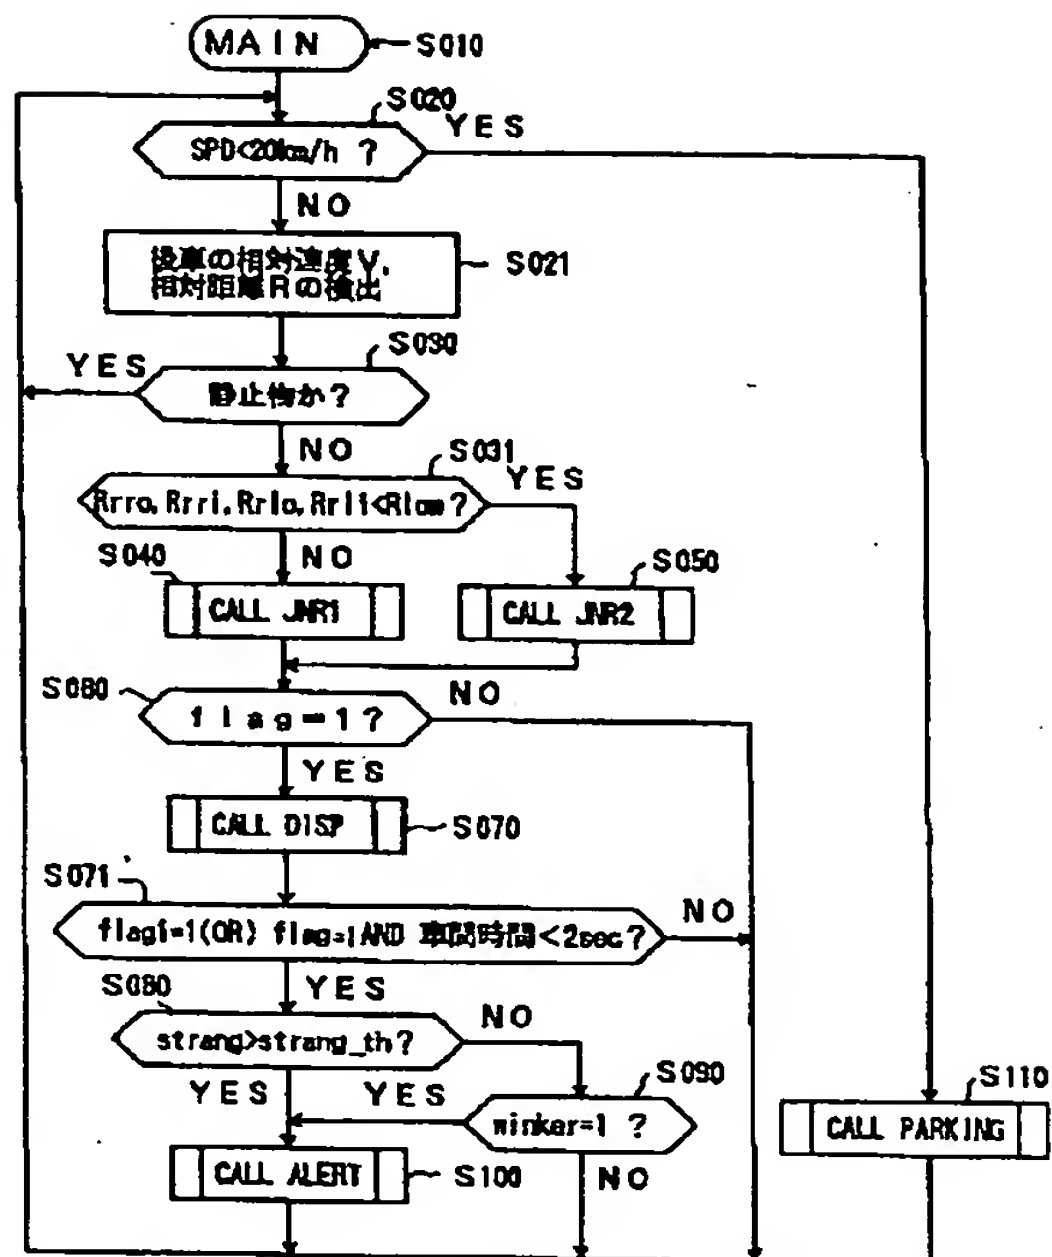 MAIN
S010
S020
YES
SPD<20km/h ?
NO
後車の相対速度V,
相対距離Rの検出
S021
S030
YES
静止物か?
NO
S031
YES
Rrro, Rrri, Rrlo, Rrli<Rlow?
NO
S040
S050
CALL JNR1
CALL JNR2
S060
NO
flag=1?
YES
CALL DISP
S070
S071
NO
flagi=1(OR) flag=1AND 車間時間<2sec?
YES
S080
NO
strang>strang_th?
YES
YES
S090
S110
winker=1 ?
CALL PARKING
CALL ALERT
S100
NO